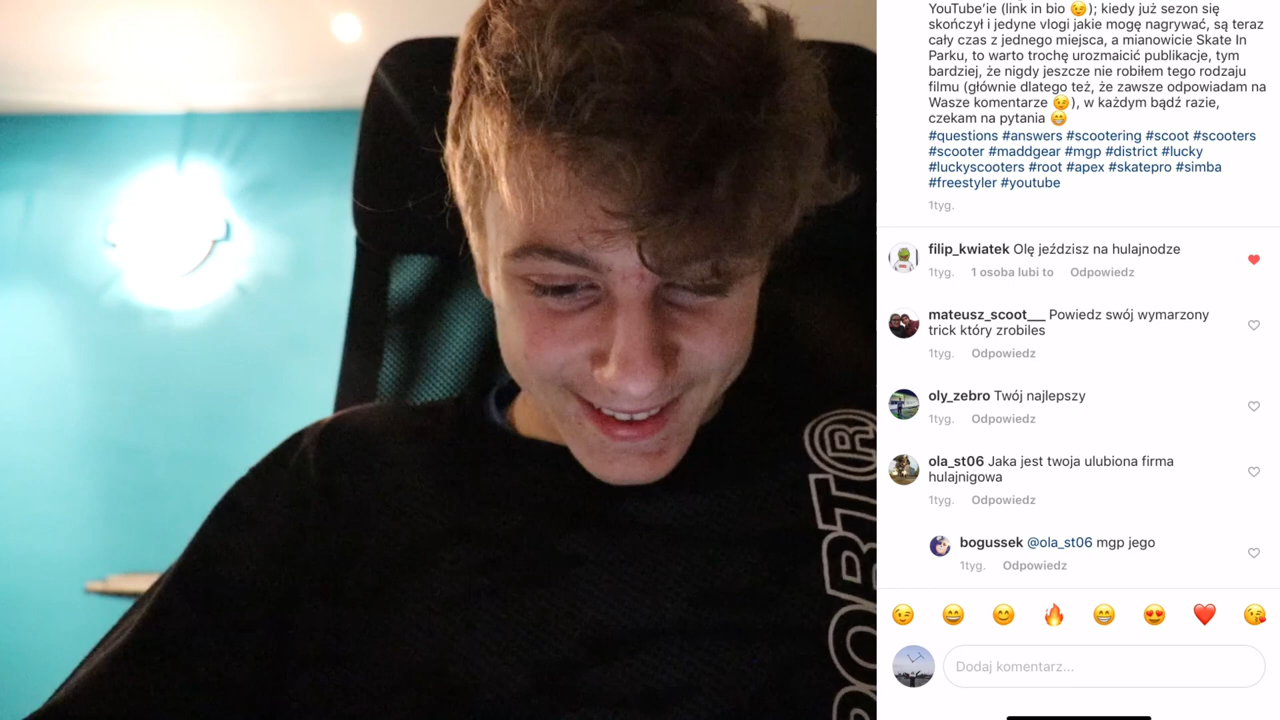 YouTube’ie (link in bio 😉); kiedy już sezon się
skończył i jedyne vlogi jakie mogę nagrywać, są teraz
cały czas z jednego miejsca, a mianowicie Skate In
Parku, to warto trochę urozmaicić publikacje, tym
bardziej, że nigdy jeszcze nie robiłem tego rodzaju
filmu (głównie dlatego też, że zawsze odpowiadam na
Wasze komentarze 😉), w każdym bądź razie,
czekam na pytania 😁
#questions #answers #scootering #scoot #scooters
#scooter #maddgear #mgp #district #lucky
#luckyscooters #root #apex #skatepro #simba
#freestyler #youtube
1tyg.
filip_kwiatek Olę jeździsz na hulajnodze
1tyg. 1 osoba lubi to Odpowiedz
mateusz_scoot___ Powiedz swój wymarzony
trick który zrobiles
1tyg. Odpowiedz
oly_zebro Twój najlepszy
1tyg. Odpowiedz
ola_st06 Jaka jest twoja ulubiona firma
hulajnigowa
1tyg. Odpowiedz
bogussek @ola_st06 mgp jego
1tyg. Odpowiedz
Dodaj komentarz...